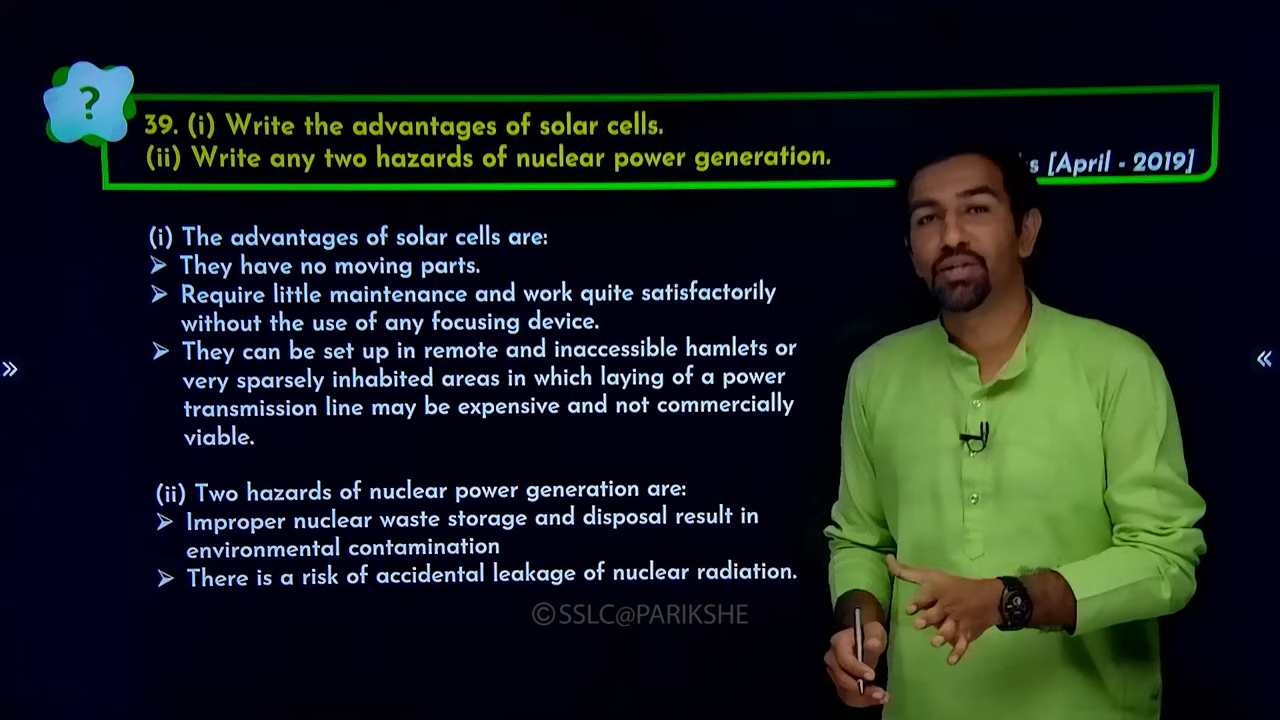 ?
39. (i) Write the advantages of solar cells.
(ii) Write any two hazards of nuclear power generation.
[April - 2019]
(i) The advantages of solar cells are:
➢ They have no moving parts.
➢ Require little maintenance and work quite satisfactorily
without the use of any focusing device.
➢ They can be set up in remote and inaccessible hamlets or
very sparsely inhabited areas in which laying of a power
transmission line may be expensive and not commercially
viable.
(ii) Two hazards of nuclear power generation are:
➢ Improper nuclear waste storage and disposal result in
environmental contamination
➢ There is a risk of accidental leakage of nuclear radiation.
©SSLC@PARIKSHE